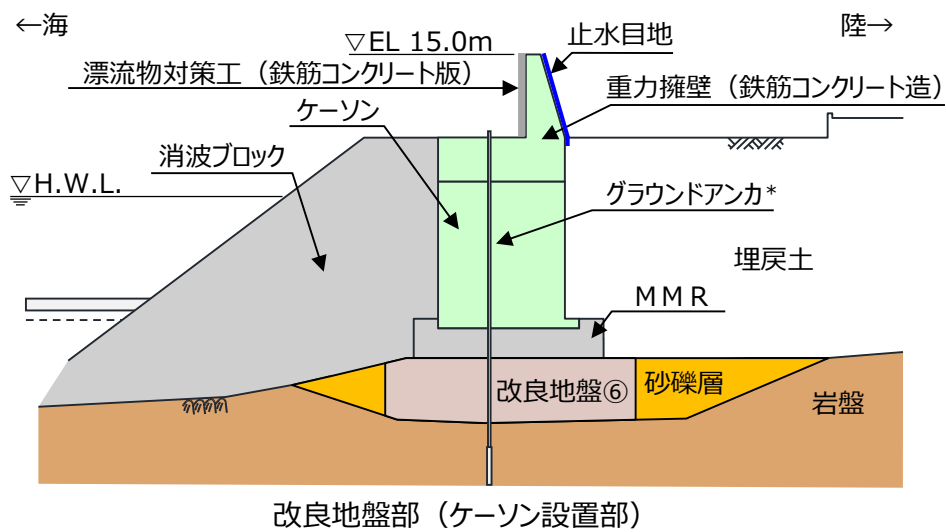 ←海
陸→
▽EL 15.0m
止水目地
漂流物対策工（鉄筋コンクリート版）
重力擁壁（鉄筋コンクリート造）
ケーソン
消波ブロック
▽H.W.L.
グラウンドアンカ*
埋戻土
ＭＭＲ
改良地盤⑥
砂礫層
岩盤
改良地盤部（ケーソン設置部）